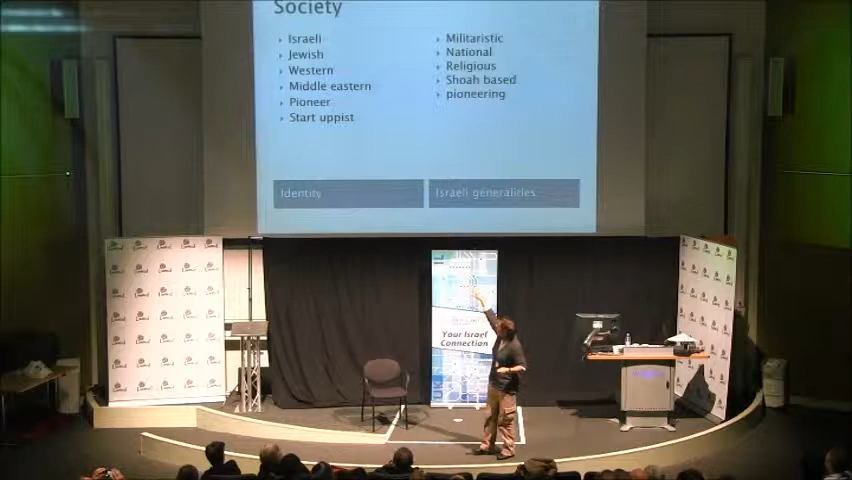 Society
Israeli
Jewish
Western
Middle eastern
Pioneer
Start uppist
Militaristic
National
Religious
Shoah based
pioneering
Identity
Israeli generalities
Your Israel
Connection